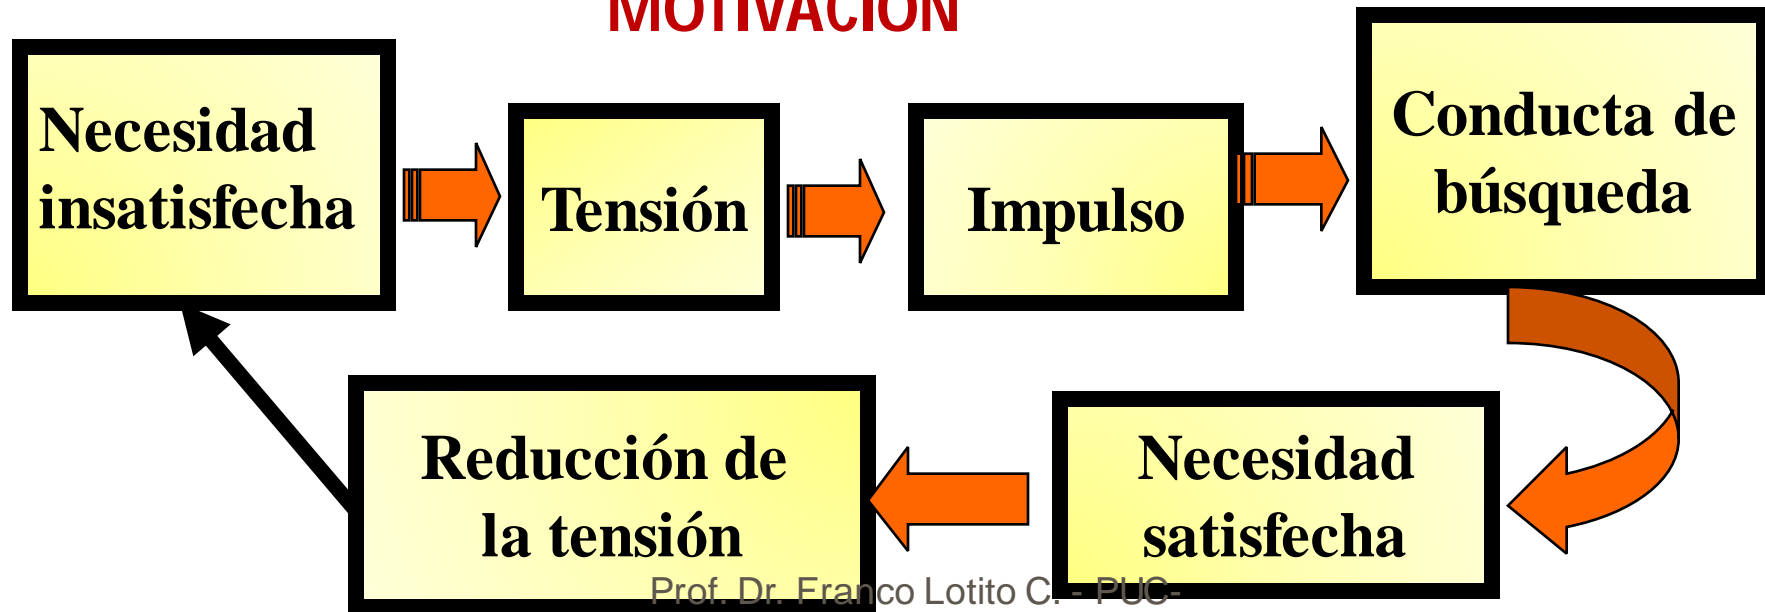 MOTIVACIÓN
Necesidad
insatisfecha
Tensión
Impulso
Conducta de
búsqueda
Necesidad
satisfecha
Reducción de
la tensión
Prof. Dr. Franco Lotito C. - PUC-